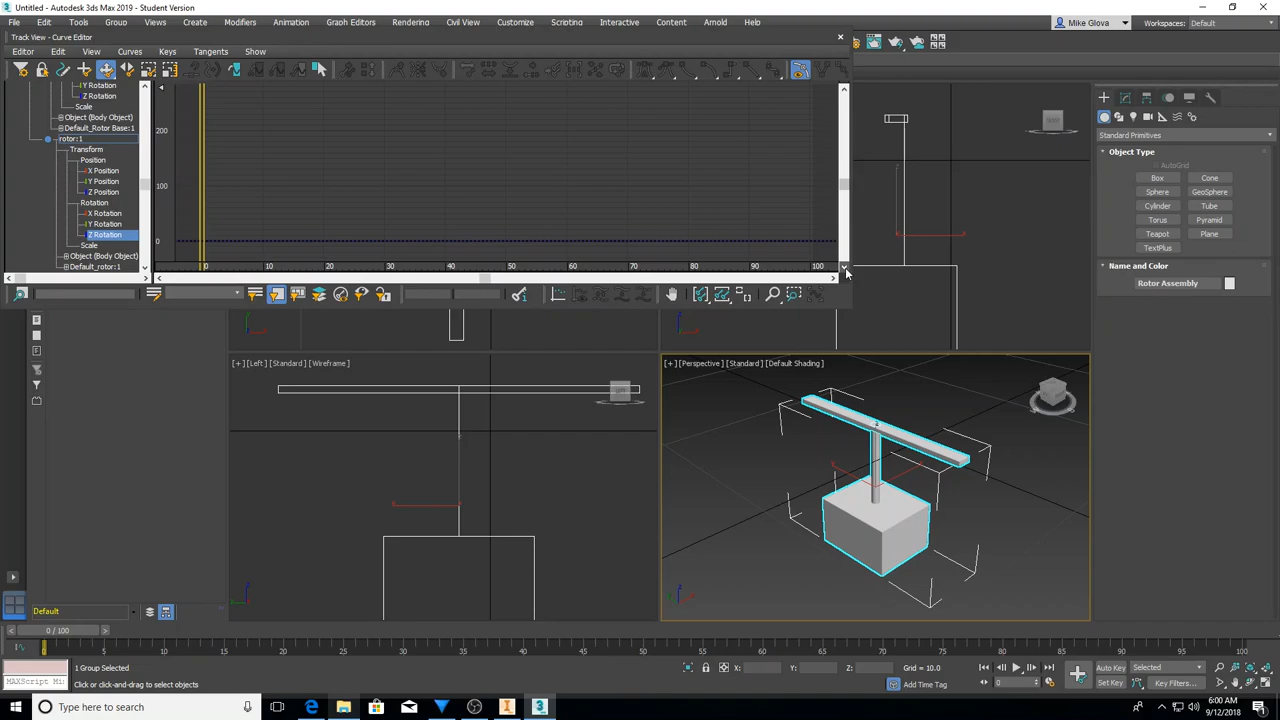 Untitled - Autodesk 3ds Max 2019 - Student Version
File Edit Tools Group Views Create Modifiers Animation Graph Editors Rendering Civil View Customize Scripting Interactive Content Arnold Help
Mike Glova Workspaces: Default
Track View - Curve Editor
Editor Edit View Curves Keys Tangents Show
Y Rotation
Z Rotation
Scale
Object (Body Object)
Default_Rotor Base:1
rotor:1
Transform
Position
X Position
Y Position
Z Position
Rotation
X Rotation
Y Rotation
Z Rotation
Scale
Object (Body Object)
Default_rotor:1
200
100
0
0 10 20 30 40 50 60 70 80 90 100
Standard Primitives
Object Type
AutoGrid
Box Cone
Sphere GeoSphere
Cylinder Tube
Torus Pyramid
Teapot Plane
TextPlus
Name and Color
Rotor Assembly
[+] [Left] [Standard] [Wireframe]
[+] [Perspective] [Standard] [Default Shading]
Default
0 / 100
0 5 10 15 20 25 30 35 40 45 50 55 60 65 70 75 80 85 90 95 100
1 Group Selected
X: Y: Z: Grid = 10.0
Auto Key Selected
MAXScript Mi
Click or click-and-drag to select objects
Add Time Tag
0
Set Key Key Filters...
Type here to search
6:00 AM
9/12/2018